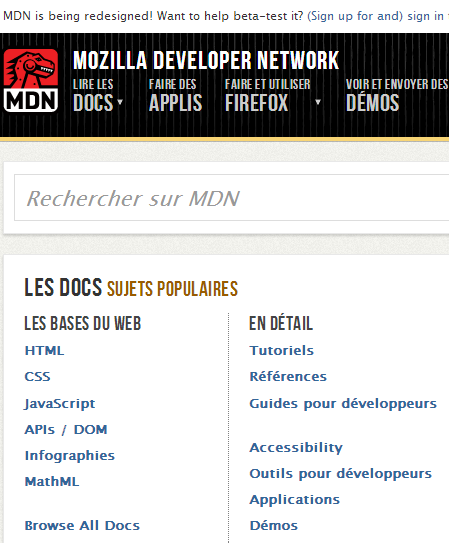 MDN is being redesigned! Want to help beta-test it? (Sign up for and) sign in
MDN
MOZILLA DEVELOPER NETWORK
LIRE LES
DOCS ▾
FAIRE DES
APPLIS
FAIRE ET UTILISER
FIREFOX ▾
VOIR ET ENVOYER DES
DÉMOS
Rechercher sur MDN
LES DOCS SUJETS POPULAIRES
LES BASES DU WEB
HTML
CSS
JavaScript
APIs / DOM
Infographies
MathML
Browse All Docs
EN DÉTAIL
Tutoriels
Références
Guides pour développeurs
Accessibility
Outils pour développeurs
Applications
Démos